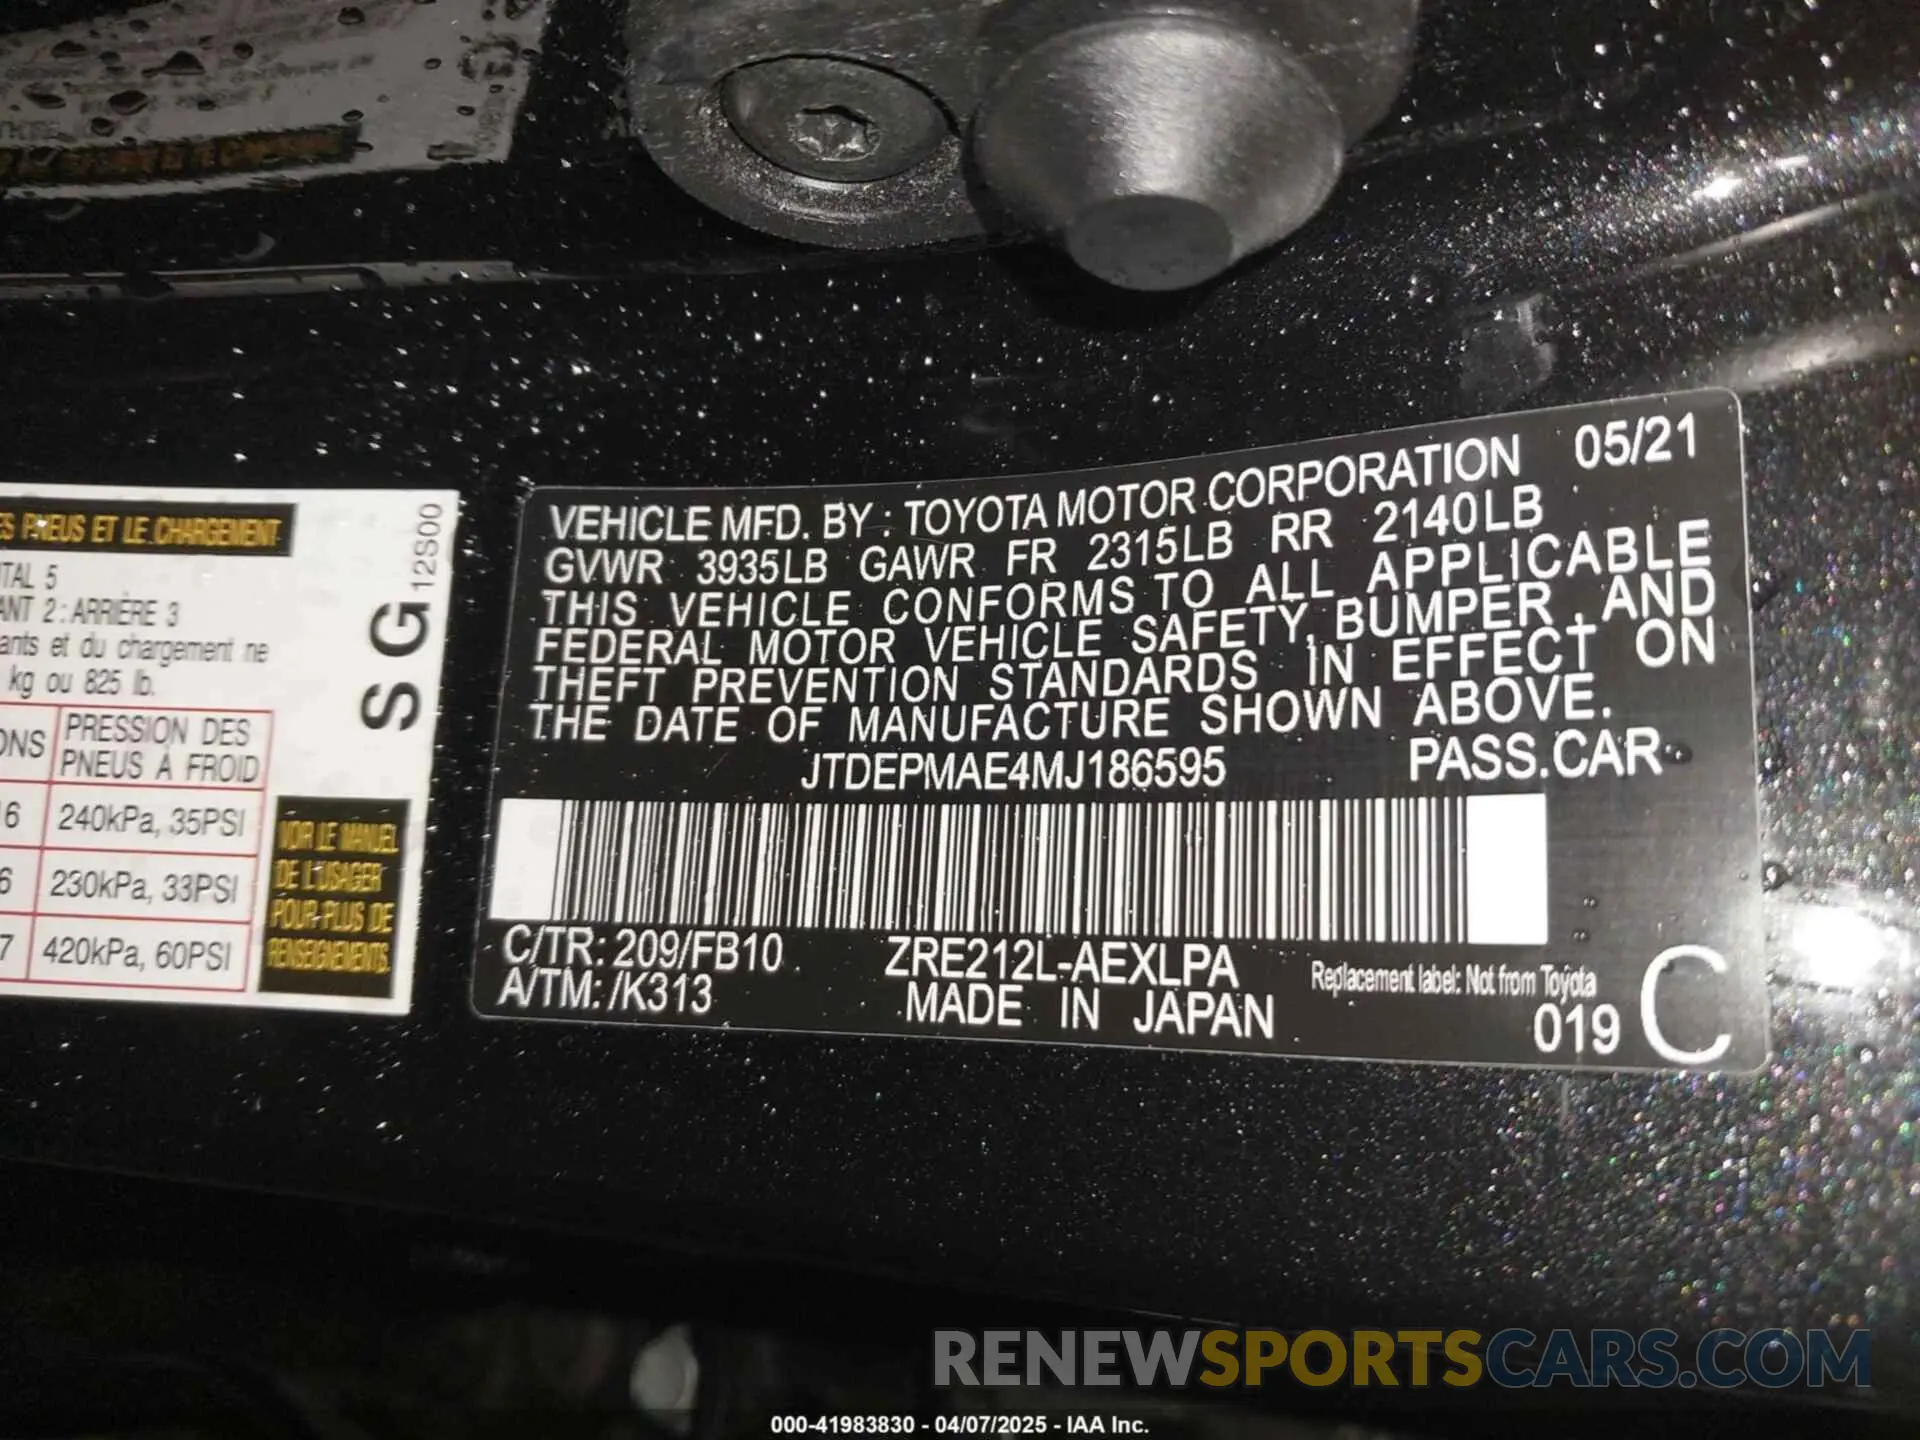 ES PNEUS ET LE CHARGEMENT
TAL 5
ANT 2 : ARRIÈRE 3
ants et du chargement ne
kg ou 825 lb.
ONS PRESSION DES
PNEUS À FROID
16 240kPa, 35PSI
6 230kPa, 33PSI
7 420kPa, 60PSI
S G 12S00
VOIR LE MANUEL
DE L'USAGER
POUR PLUS DE
RENSEIGNEMENTS.
VEHICLE MFD. BY : TOYOTA MOTOR CORPORATION 05/21
GVWR 3935LB GAWR FR 2315LB RR 2140LB
THIS VEHICLE CONFORMS TO ALL APPLICABLE
FEDERAL MOTOR VEHICLE SAFETY, BUMPER, AND
THEFT PREVENTION STANDARDS IN EFFECT ON
THE DATE OF MANUFACTURE SHOWN ABOVE.
JTDEPMAE4MJ186595 PASS.CAR
C/TR: 209/FB10 ZRE212L-AEXLPA
A/TM: /K313 MADE IN JAPAN
Replacement label: Not from Toyota
019 C
RENEWSPORTSCARS.COM
000-41983830 - 04/07/2025 - IAA Inc.